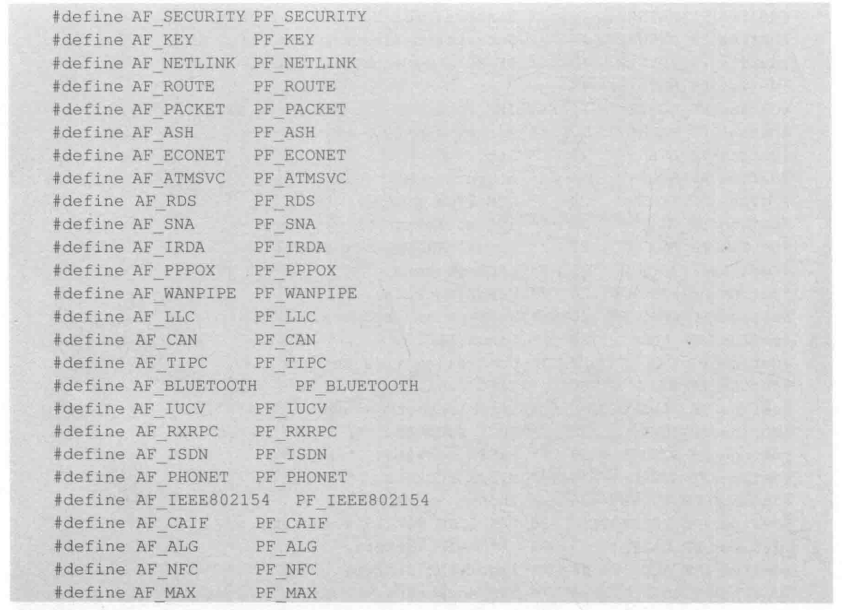 #define AF_SECURITY PF_SECURITY
#define AF_KEY PF_KEY
#define AF_NETLINK PF_NETLINK
#define AF_ROUTE PF_ROUTE
#define AF_PACKET PF_PACKET
#define AF_ASH PF_ASH
#define AF_ECONET PF_ECONET
#define AF_ATMSVC PF_ATMSVC
#define AF_RDS PF_RDS
#define AF_SNA PF_SNA
#define AF_IRDA PF_IRDA
#define AF_PPPOX PF_PPPOX
#define AF_WANPIPE PF_WANPIPE
#define AF_LLC PF_LLC
#define AF_CAN PF_CAN
#define AF_TIPC PF_TIPC
#define AF_BLUETOOTH PF_BLUETOOTH
#define AF_IUCV PF_IUCV
#define AF_RXRPC PF_RXRPC
#define AF_ISDN PF_ISDN
#define AF_PHONET PF_PHONET
#define AF_IEEE802154 PF_IEEE802154
#define AF_CAIF PF_CAIF
#define AF_ALG PF_ALG
#define AF_NFC PF_NFC
#define AF_MAX PF_MAX